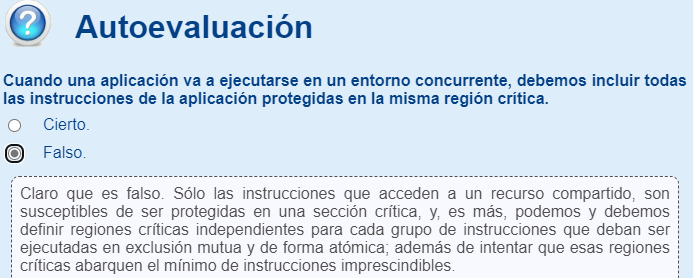 Autoevaluación
Cuando una aplicación va a ejecutarse en un entorno concurrente, debemos incluir todas
las instrucciones de la aplicación protegidas en la misma región crítica.
Cierto.
Falso.
Claro que es falso. Sólo las instrucciones que acceden a un recurso compartido, son
susceptibles de ser protegidas en una sección crítica, y, es más, podemos y debemos
definir regiones críticas independientes para cada grupo de instrucciones que deban ser
ejecutadas en exclusión mutua y de forma atómica; además de intentar que esas regiones
críticas abarquen el mínimo de instrucciones imprescindibles.